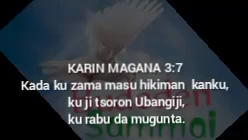 KARIN MAGANA 3:7
Kada ku zama masu hikiman kanku,
ku ji tsoron Ubangiji,
ku rabu da mugunta.